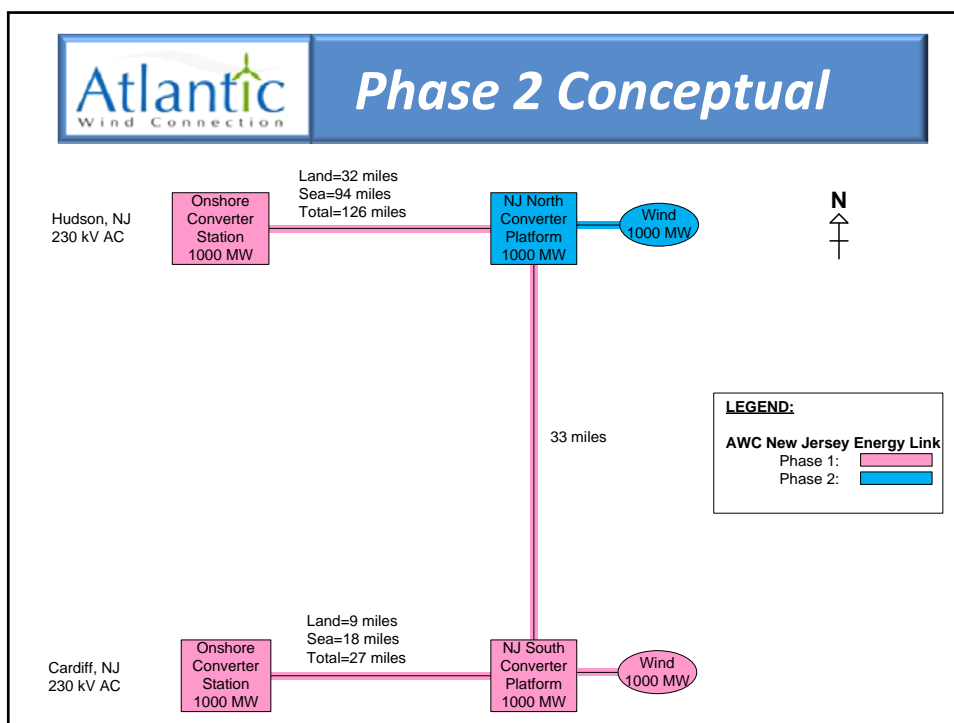 Atlantic
Wind Connection
Phase 2 Conceptual
Land=32 miles
Sea=94 miles
Total=126 miles
Hudson, NJ
230 kV AC
Onshore
Converter
Station
1000 MW
NJ North
Converter
Platform
1000 MW
Wind
1000 MW
N
33 miles
LEGEND:
AWC New Jersey Energy Link
Phase 1:
Phase 2:
Land=9 miles
Sea=18 miles
Total=27 miles
Cardiff, NJ
230 kV AC
Onshore
Converter
Station
1000 MW
NJ South
Converter
Platform
1000 MW
Wind
1000 MW